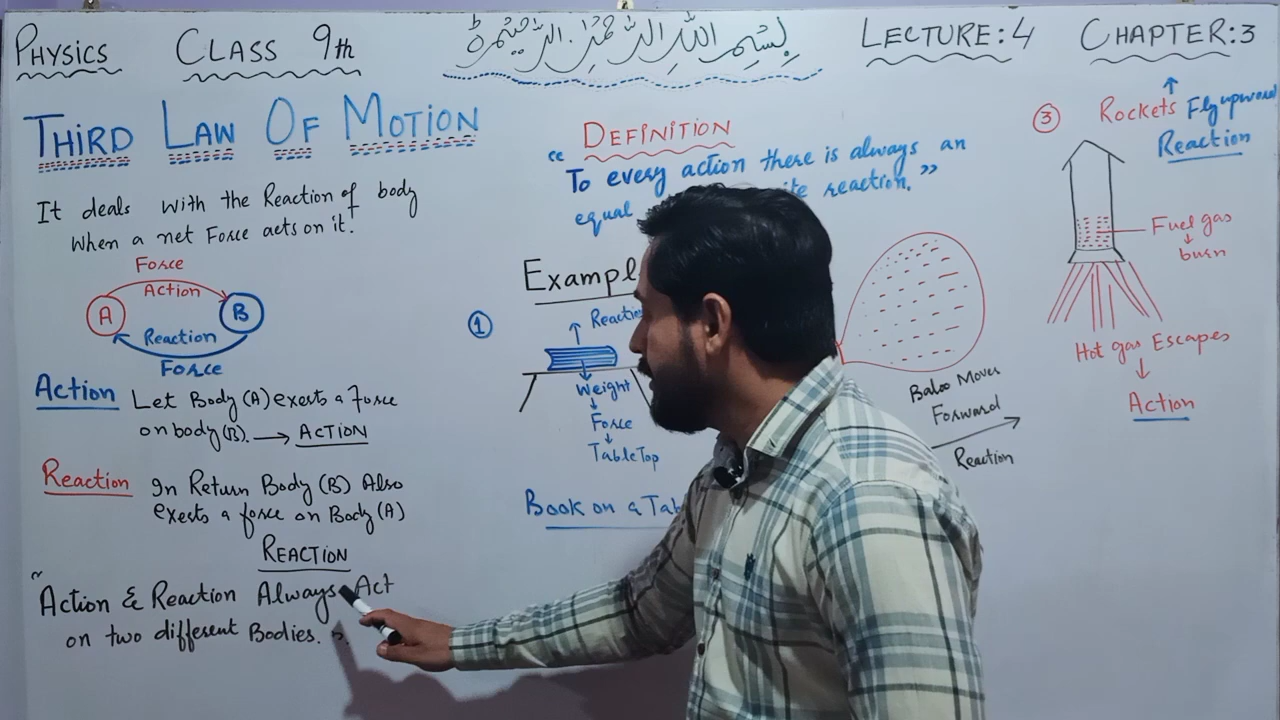 PHYSICS CLASS 9th
بِسْمِ اللهِ الرَّحْمٰنِ الرَّحِيْمِ
LECTURE:4 CHAPTER:3
THIRD LAW OF MOTION
It deals with the Reaction of body
when a net Force acts on it.
Force
Action
A B
Reaction
Force
Action Let Body (A) exerts a force
on body (B). → ACTION
Reaction In Return Body (B) Also
exerts a force on Body (A)
REACTION
"Action & Reaction Always Act
on two different Bodies."
DEFINITION
"To every action there is always an
equal reaction."
①
Weight
↓
Force
↓
Table Top
Book on a
Baloo Moves
Forward
Reaction
③ Rockets Fly upward
Reaction
Fuel gas
↓
burn
Hot gas Escapes
↓
Action